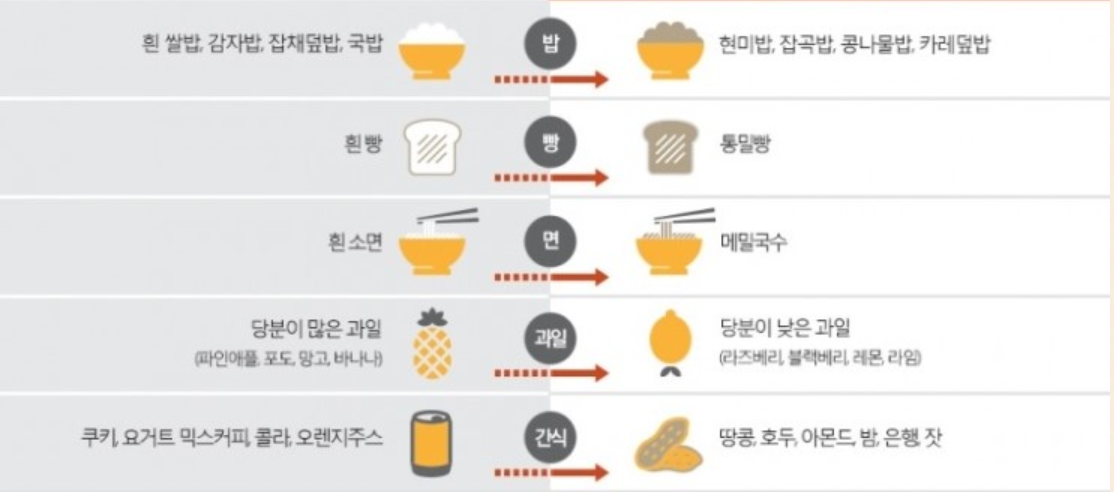 흰 쌀밥, 감자밥, 잡채덮밥, 국밥
밥
현미밥, 잡곡밥, 콩나물밥, 카레덮밥
흰 빵
빵
통밀빵
흰 소면
면
메밀국수
당분이 많은 과일
(파인애플, 포도, 망고, 바나나)
과일
당분이 낮은 과일
(라즈베리, 블랙베리, 레몬, 라임)
쿠키, 요거트 믹스커피, 콜라, 오렌지주스
간식
땅콩, 호두, 아몬드, 밤, 은행, 잣